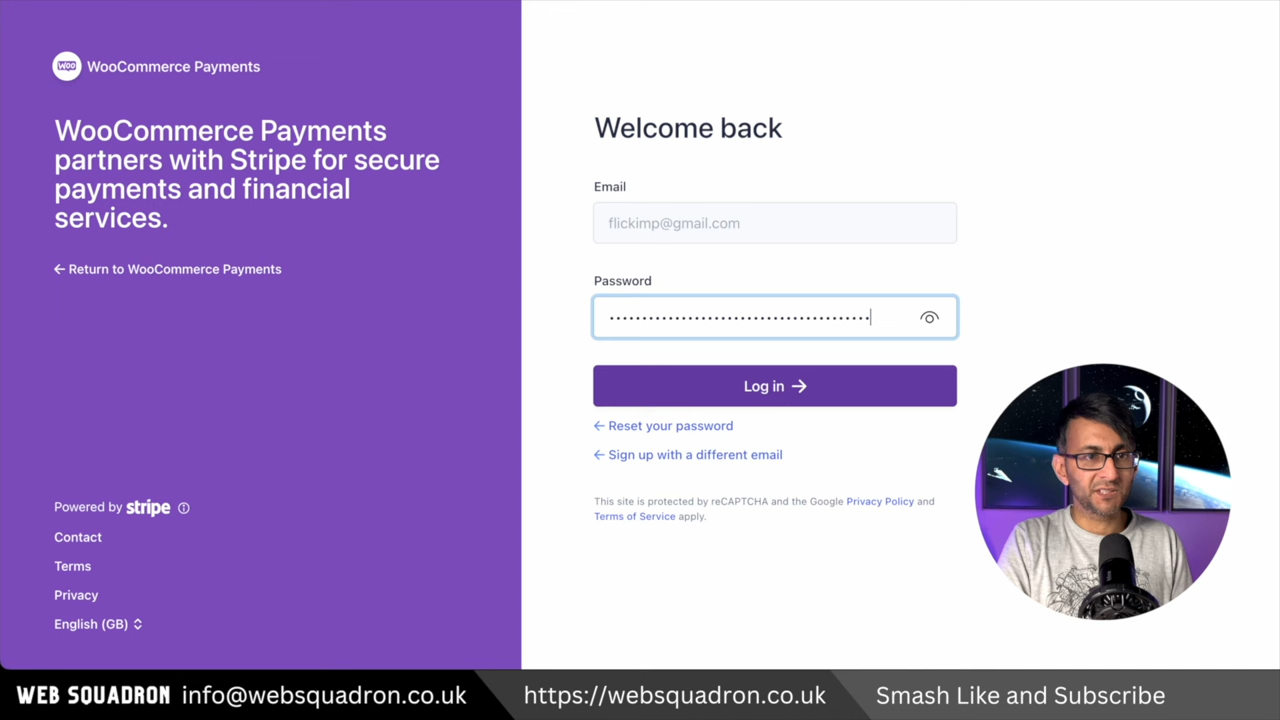 WOO WooCommerce Payments
WooCommerce Payments
partners with Stripe for secure
payments and financial
services.
← Return to WooCommerce Payments
Powered by stripe
Contact
Terms
Privacy
English (GB)
Welcome back
Email
flickimp@gmail.com
Password
Log in →
← Reset your password
← Sign up with a different email
This site is protected by reCAPTCHA and the Google Privacy Policy and
Terms of Service apply.
WEB SQUADRON info@websquadron.co.uk https://websquadron.co.uk Smash Like and Subscribe